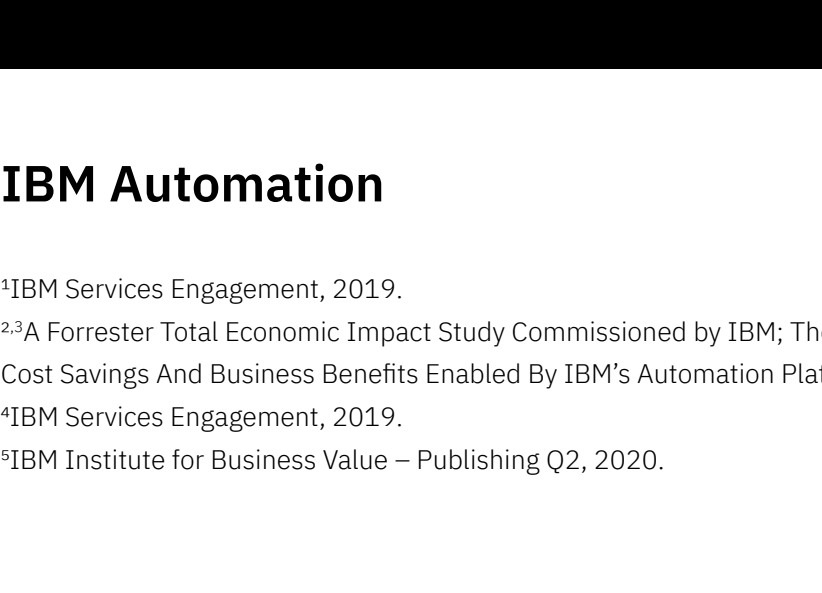 IBM Automation
¹IBM Services Engagement, 2019.
²,³A Forrester Total Economic Impact Study Commissioned by IBM; The
Cost Savings And Business Benefits Enabled By IBM’s Automation
⁴IBM Services Engagement, 2019.
⁵IBM Institute for Business Value – Publishing Q2, 2020.